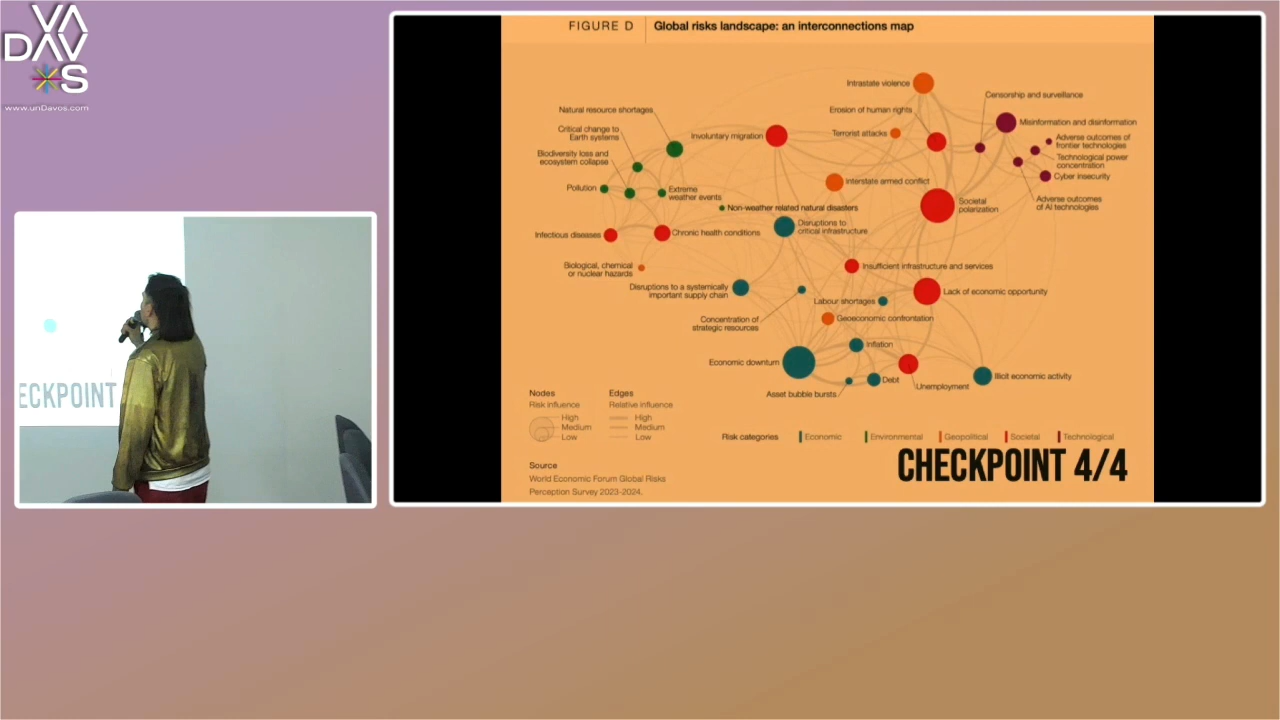 VA
DAV
S
www.unDavos.com
ECKPOINT
FIGURE D
Global risks landscape: an interconnections map
Intrastate violence
Censorship and surveillance
Natural resource shortages
Erosion of human rights
Misinformation and disinformation
Critical change to
Earth systems
Involuntary migration
Terrorist attacks
Adverse outcomes of
frontier technologies
Biodiversity loss and
ecosystem collapse
Technological power
concentration
Cyber insecurity
Pollution
Extreme
weather events
Interstate armed conflict
Adverse outcomes
of AI technologies
Non-weather related natural disasters
Societal
polarization
Disruptions to
critical infrastructure
Infectious diseases
Chronic health conditions
Biological, chemical
or nuclear hazards
Insufficient infrastructure and services
Disruptions to a systemically
important supply chain
Lack of economic opportunity
Labour shortages
Concentration of
strategic resources
Geoeconomic confrontation
Inflation
Economic downturn
Debt
Illicit economic activity
Unemployment
Asset bubble bursts
Nodes
Risk influence
High
Medium
Low
Edges
Relative influence
High
Medium
Low
Risk categories
Economic
Environmental
Geopolitical
Societal
Technological
CHECKPOINT 4/4
Source
World Economic Forum Global Risks
Perception Survey 2023-2024.